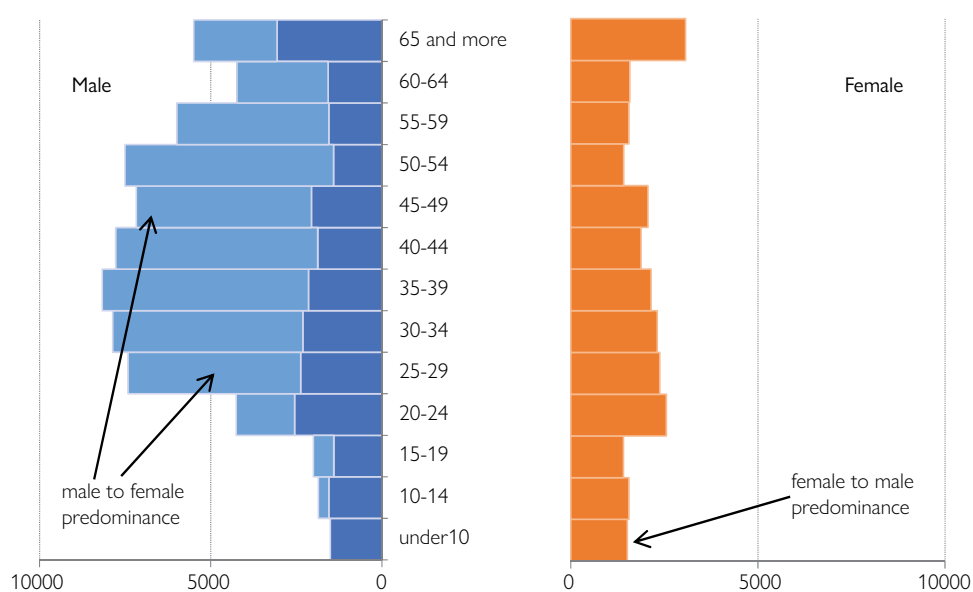 65 and more
Male
60-64
Female
55-59
50-54
45-49
40-44
35-39
30-34
25-29
20-24
15-19
male to female
predominance
10-14
female to male
predominance
under10
10000
5000
0
0
5000
10000